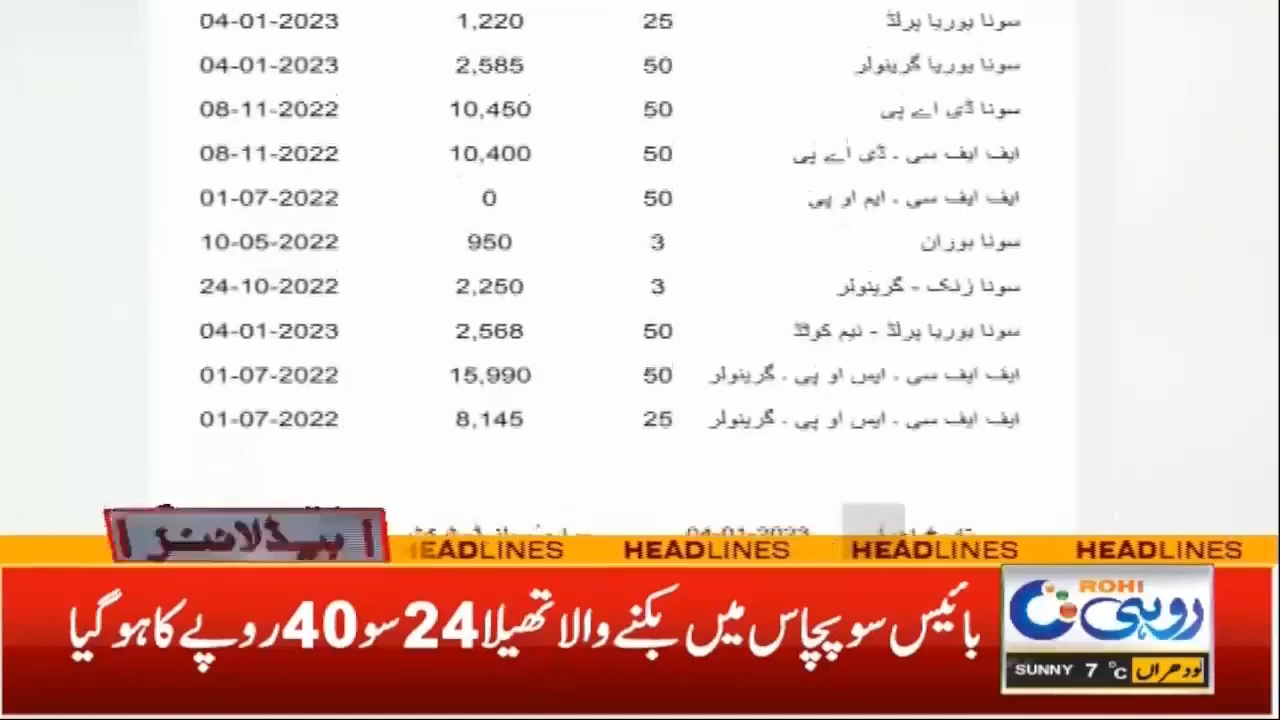 سونا یوریا پرلڈ 25 1,220 04-01-2023
سونا یوریا گرینولر 50 2,585 04-01-2023
سونا ڈی اے پی 50 10,450 08-11-2022
ایف ایف سی ۔ ڈی اے پی 50 10,400 08-11-2022
ایف ایف سی ۔ ایم او پی 50 0 01-07-2022
سونا بوران 3 950 10-05-2022
سونا زنک - گرینولر 3 2,250 24-10-2022
سونا یوریا پرلڈ - نیم کوٹڈ 50 2,568 04-01-2023
ایف ایف سی ۔ ایس او پی ۔ گرینولر 50 15,990 01-07-2022
ایف ایف سی ۔ ایس او پی ۔ گرینولر 25 8,145 01-07-2022
04-01-2023
ہیڈلائنز
HEADLINES HEADLINES HEADLINES HEADLINES
بائیس سو پچاس میں بکنے والا تھیلا 24 سو 40 روپے کا ہو گیا
ROHI
روہی
SUNNY 7 °c لودھراں